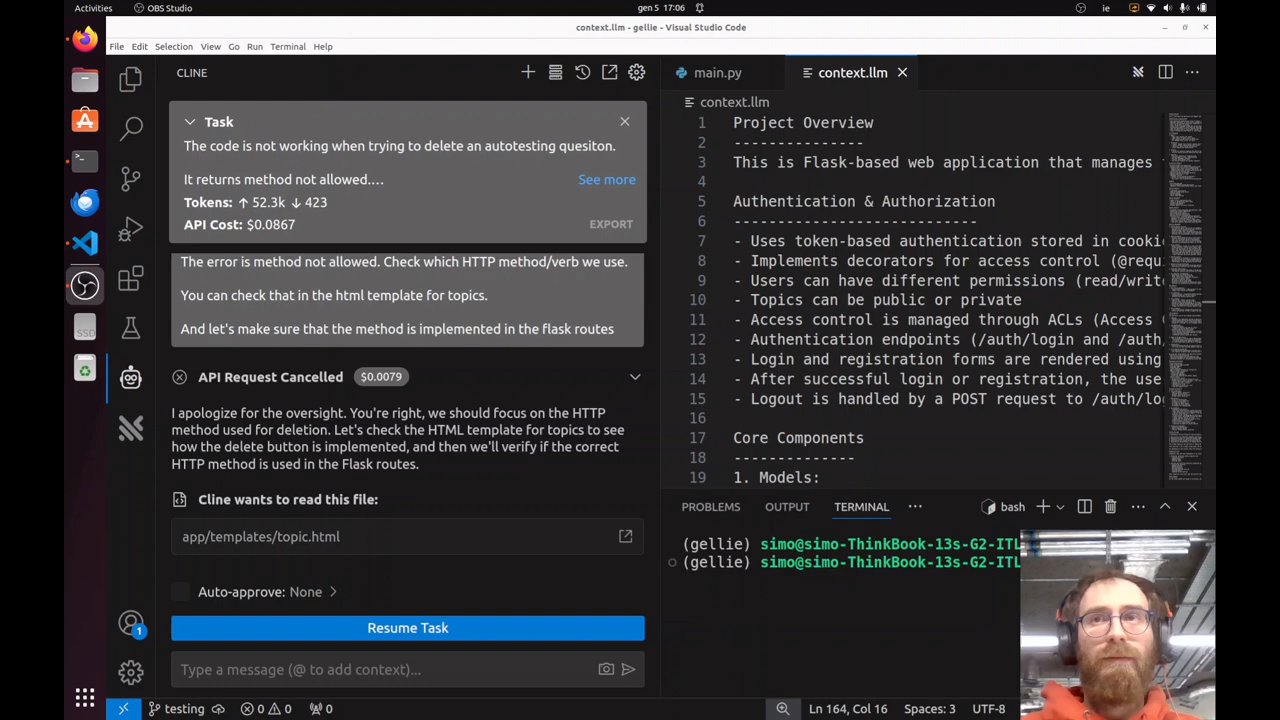 Activities
OBS Studio
gen 5 17:06
ie
context.llm - gellie - Visual Studio Code
File Edit Selection View Go Run Terminal Help
CLINE
Task
The code is not working when trying to delete an autotesting quesiton.
It returns method not allowed.…
See more
Tokens: ↑ 52.3k ↓ 423
API Cost: $0.0867
EXPORT
The error is method not allowed. Check which HTTP method/verb we use.
You can check that in the html template for topics.
And let's make sure that the method is implemented in the flask routes
API Request Cancelled $0.0079
I apologize for the oversight. You're right, we should focus on the HTTP
method used for deletion. Let's check the HTML template for topics to see
how the delete button is implemented, and then we'll verify if the correct
HTTP method is used in the Flask routes.
Cline wants to read this file:
app/templates/topic.html
Auto-approve: None
Resume Task
Type a message (@ to add context)…
main.py
context.llm
context.llm
1 Project Overview
2 ---------------
3 This is Flask-based web application that manages
4
5 Authentication & Authorization
6 -----------------------------
7 - Uses token-based authentication stored in cooki
8 - Implements decorators for access control (@requ
9 - Users can have different permissions (read/writ
10 - Topics can be public or private
11 - Access control is managed through ACLs (Access
12 - Authentication endpoints (/auth/login and /auth
13 - Login and registration forms are rendered using
14 - After successful login or registration, the use
15 - Logout is handled by a POST request to /auth/lo
16
17 Core Components
18 --------------
19 1. Models:
PROBLEMS OUTPUT TERMINAL
bash
(gellie) simo@simo-ThinkBook-13s-G2-ITL
(gellie) simo@simo-ThinkBook-13s-G2-ITL
SSD
1
testing
0 0
0
Ln 164, Col 16 Spaces: 3 UTF-8